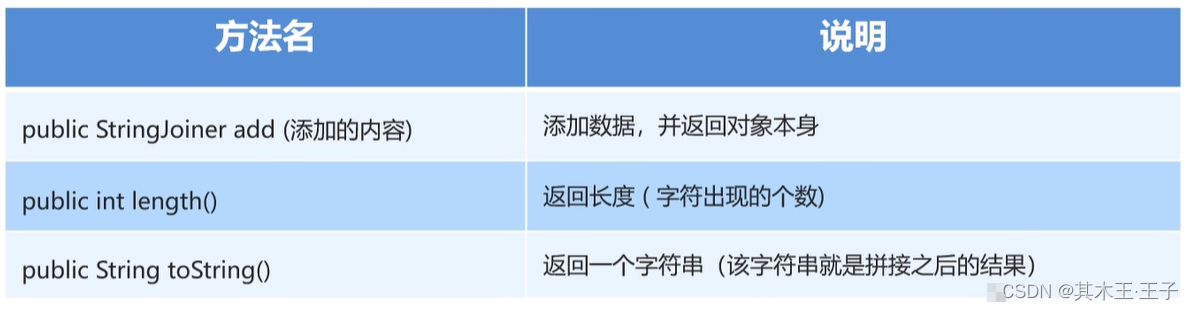 方法名 说明
public StringJoiner add (添加的内容) 添加数据，并返回对象本身
public int length() 返回长度 ( 字符出现的个数)
public String toString() 返回一个字符串（该字符串就是拼接之后的结果）
CSDN @其木王·王子